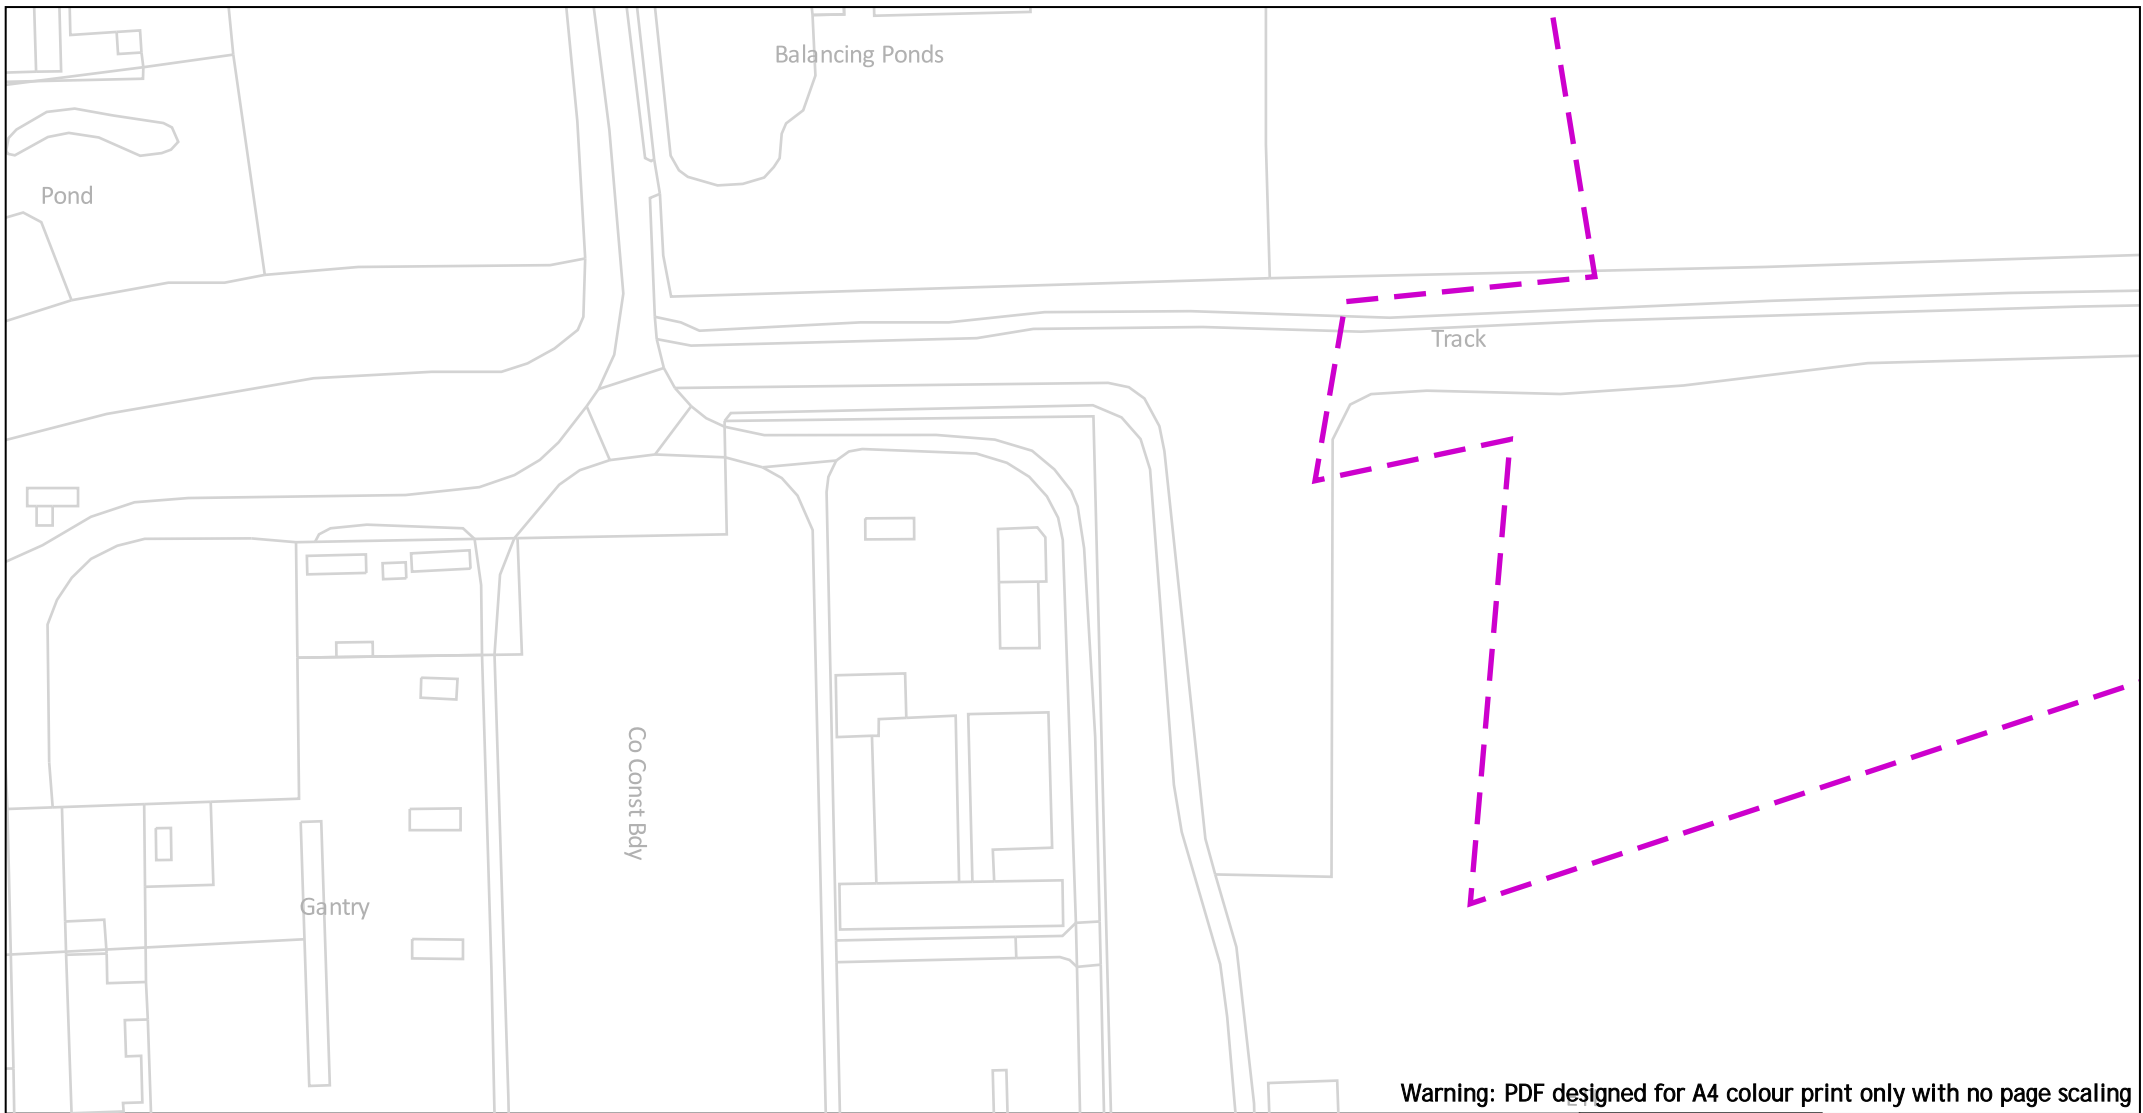 Balancing Ponds
Pond
Track
Co Const Bdy
Gantry
Warning: PDF designed for A4 colour print only with no page scaling